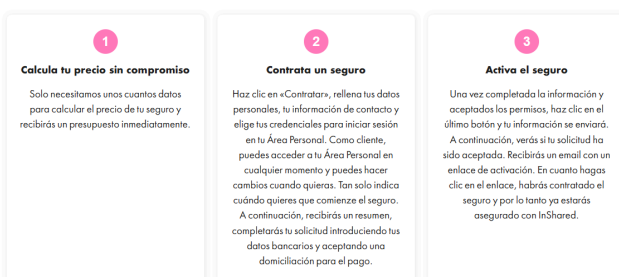 1
Calcula tu precio sin compromiso
Solo necesitamos unos cuantos datos
para calcular el precio de tu seguro y
recibirás un presupuesto inmediatamente.
2
Contrata un seguro
Haz clic en «Contratar», rellena tus datos
personales, tu información de contacto y
elige tus credenciales para iniciar sesión
en tu Área Personal. Como cliente,
puedes acceder a tu Área Personal en
cualquier momento y puedes hacer
cambios cuando quieras. Tan solo indica
cuándo quieres que comience el seguro.
A continuación, recibirás un resumen,
completarás tu solicitud introduciendo tus
datos bancarios y aceptando una
domiciliación para el pago.
3
Activa el seguro
Una vez completada la información y
aceptados los permisos, haz clic en el
último botón y tu información se enviará.
A continuación, verás si tu solicitud ha
sido aceptada. Recibirás un email con un
enlace de activación. En cuanto hagas
clic en el enlace, habrás contratado el
seguro y por lo tanto ya estarás
asegurado con InShared.